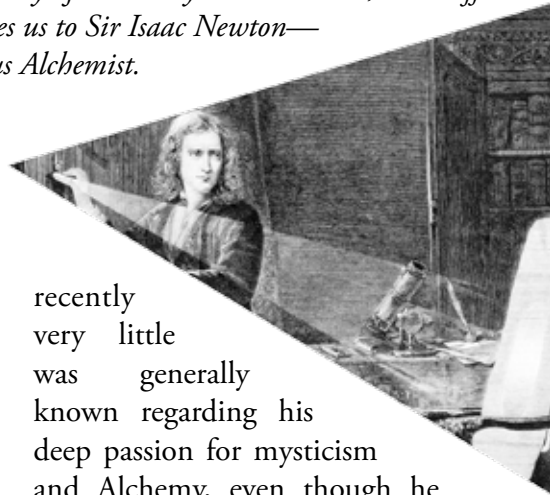 es us to Sir Isaac Newton—
us Alchemist.
recently
very little
was generally
known regarding his
deep passion for mysticism
and Alchemy, even though he